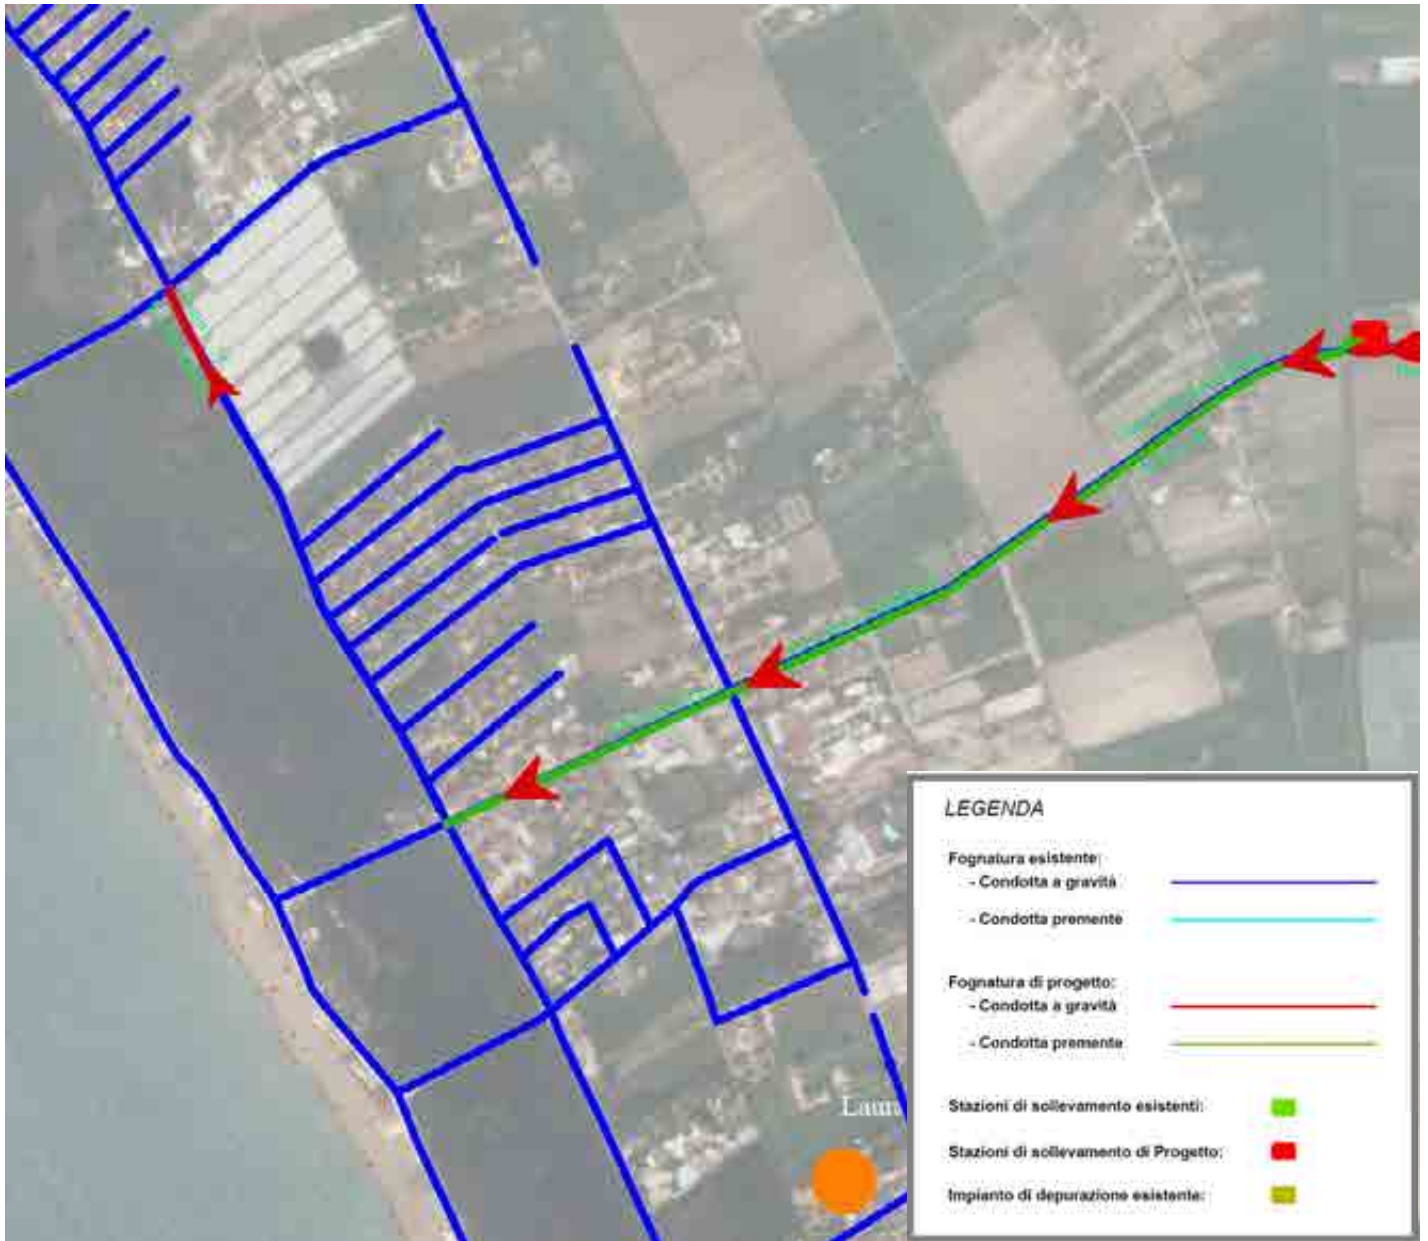 Laun
LEGENDA
Fognatura esistente:
- Condotta a gravità
- Condotta premente
Fognatura di progetto:
- Condotta a gravità
- Condotta premente
Stazioni di sollevamento esistenti:
Stazioni di sollevamento di Progetto:
Impianto di depurazione esistente: